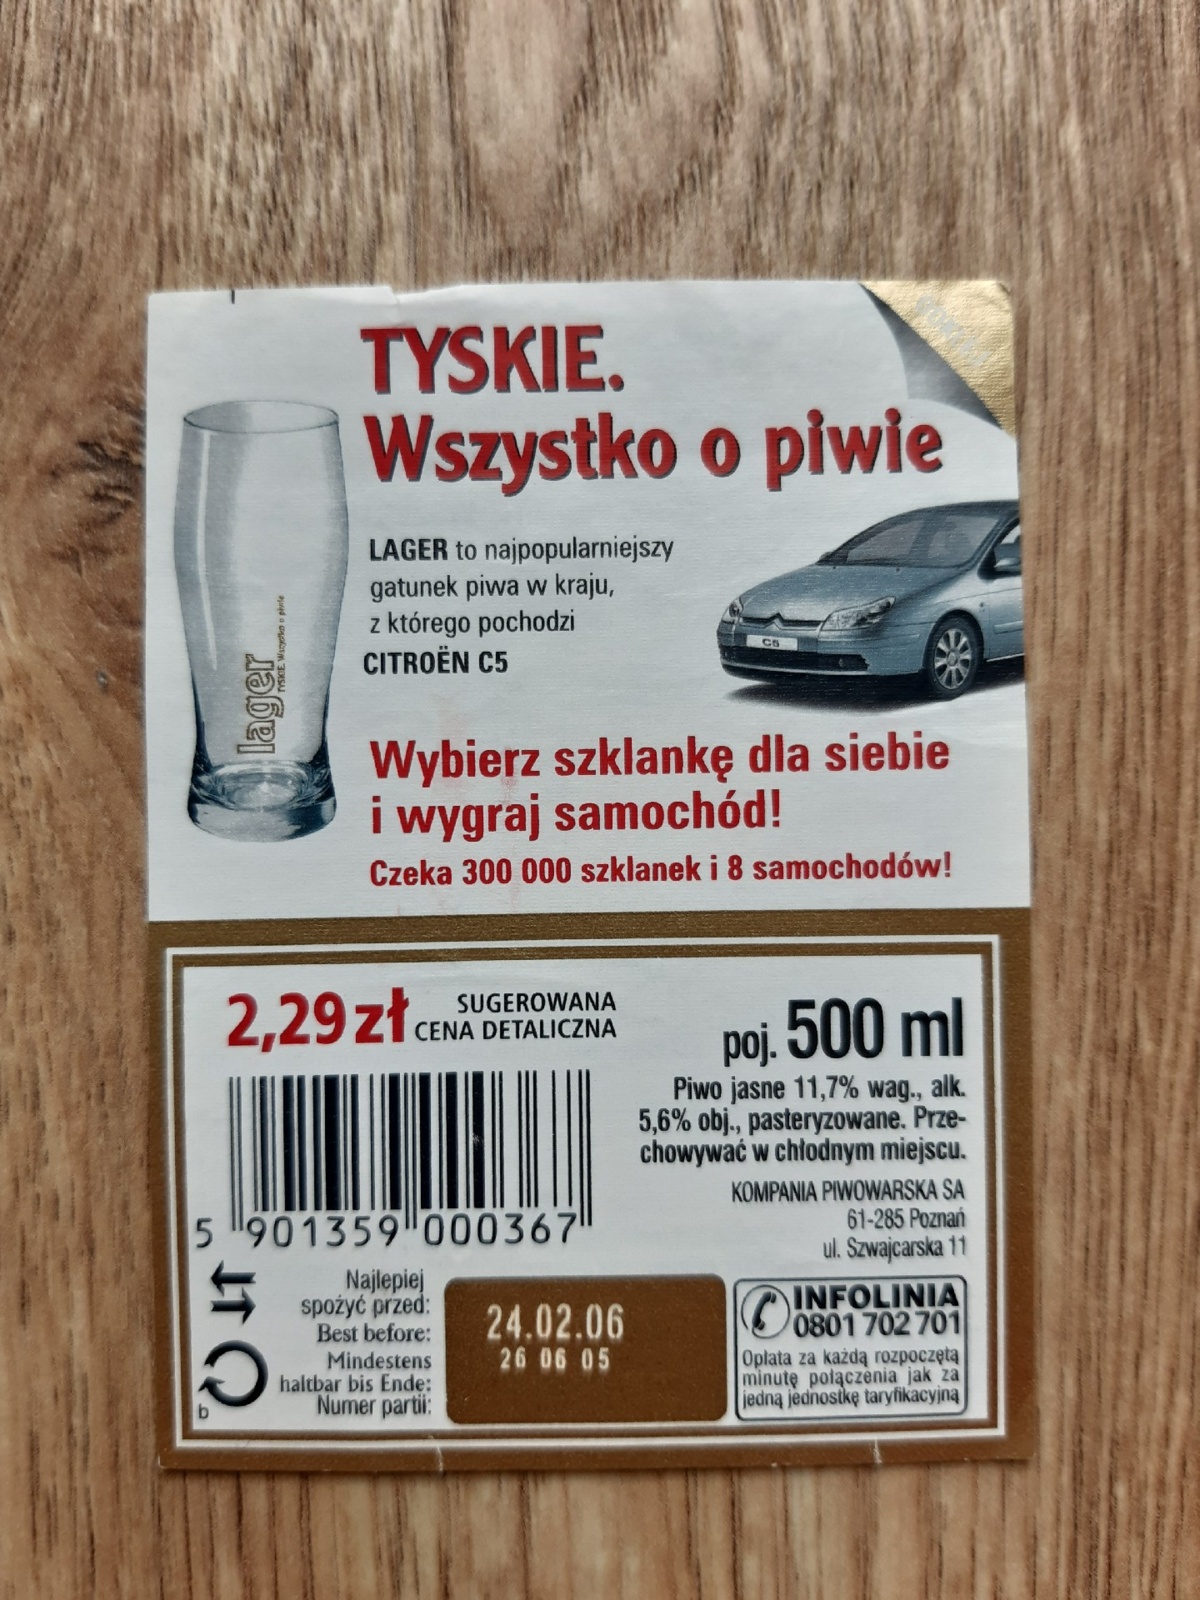 TYSKIE.
Wszystko o piwie
LAGER to najpopularniejszy
gatunek piwa w kraju,
z którego pochodzi
CITROËN C5
C5
lager
TYSKIE. Wszystko o piwie
Wybierz szklankę dla siebie
i wygraj samochód!
Czeka 300 000 szklanek i 8 samochodów!
2,29 zł SUGEROWANA
CENA DETALICZNA
5 901359 000367
poj. 500 ml
Piwo jasne 11,7% wag., alk.
5,6% obj., pasteryzowane. Prze-
chowywać w chłodnym miejscu.
KOMPANIA PIWOWARSKA SA
61-285 Poznań
ul. Szwajcarska 11
b
Najlepiej
spożyć przed:
Best before:
Mindestens
haltbar bis Ende:
Numer partii:
24.02.06
26 06 05
INFOLINIA
0801 702 701
Opłata za każdą rozpoczętą
minutę połączenia jak za
jedną jednostkę taryfikacyjną